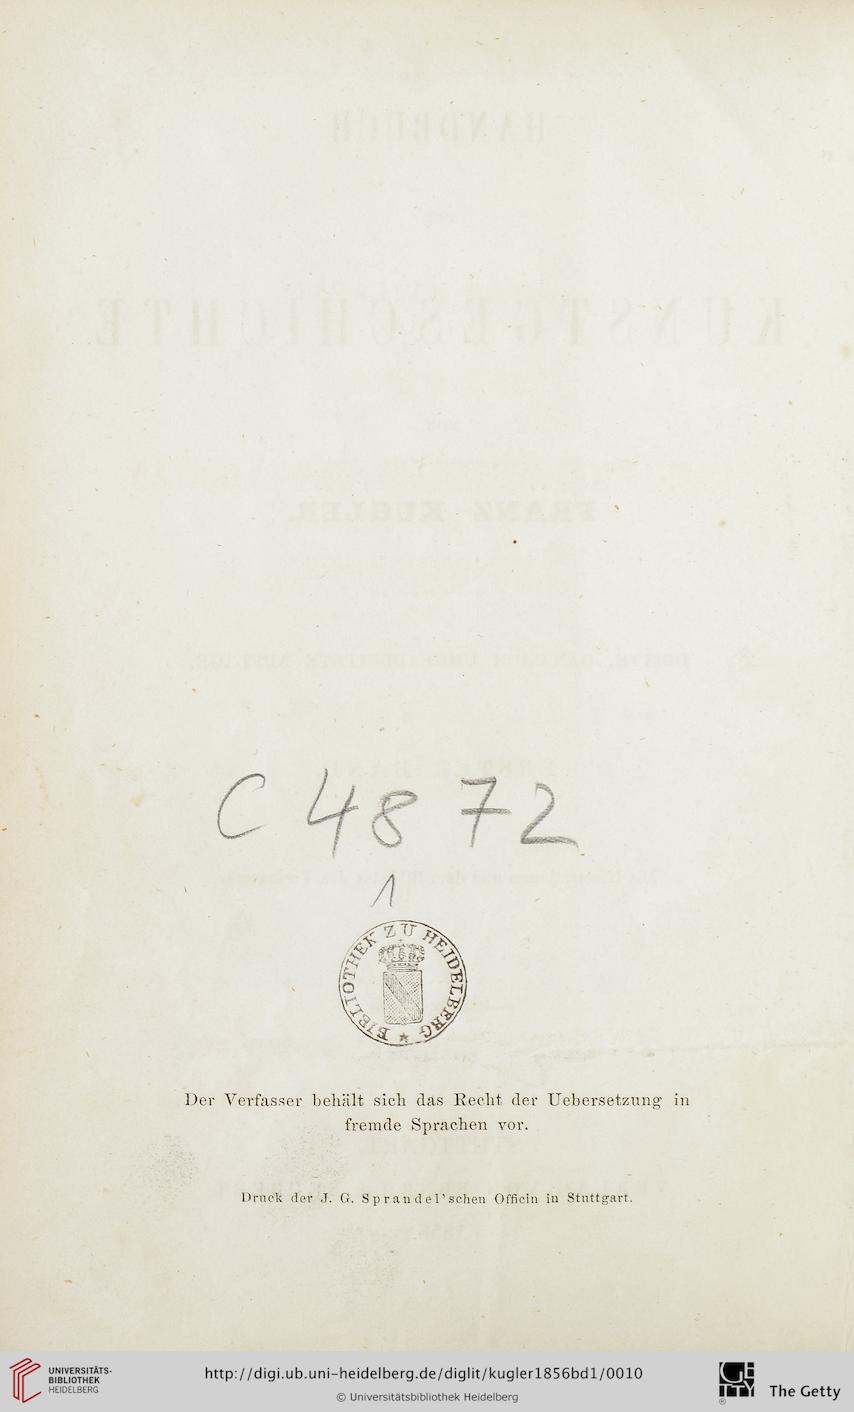 C 4872
1
BIBLIOTHEK ZU HEIDELBERG
Der Verfasser behält sich das Recht der Uebersetzung in
fremde Sprachen vor.
Druck der J. G. Sprandel'schen Officin in Stuttgart.
UNIVERSITÄTS-
BIBLIOTHEK
HEIDELBERG
http://digi.ub.uni-heidelberg.de/diglit/kugler1856bd1/0010
© Universitätsbibliothek Heidelberg
Getty
®
The Getty